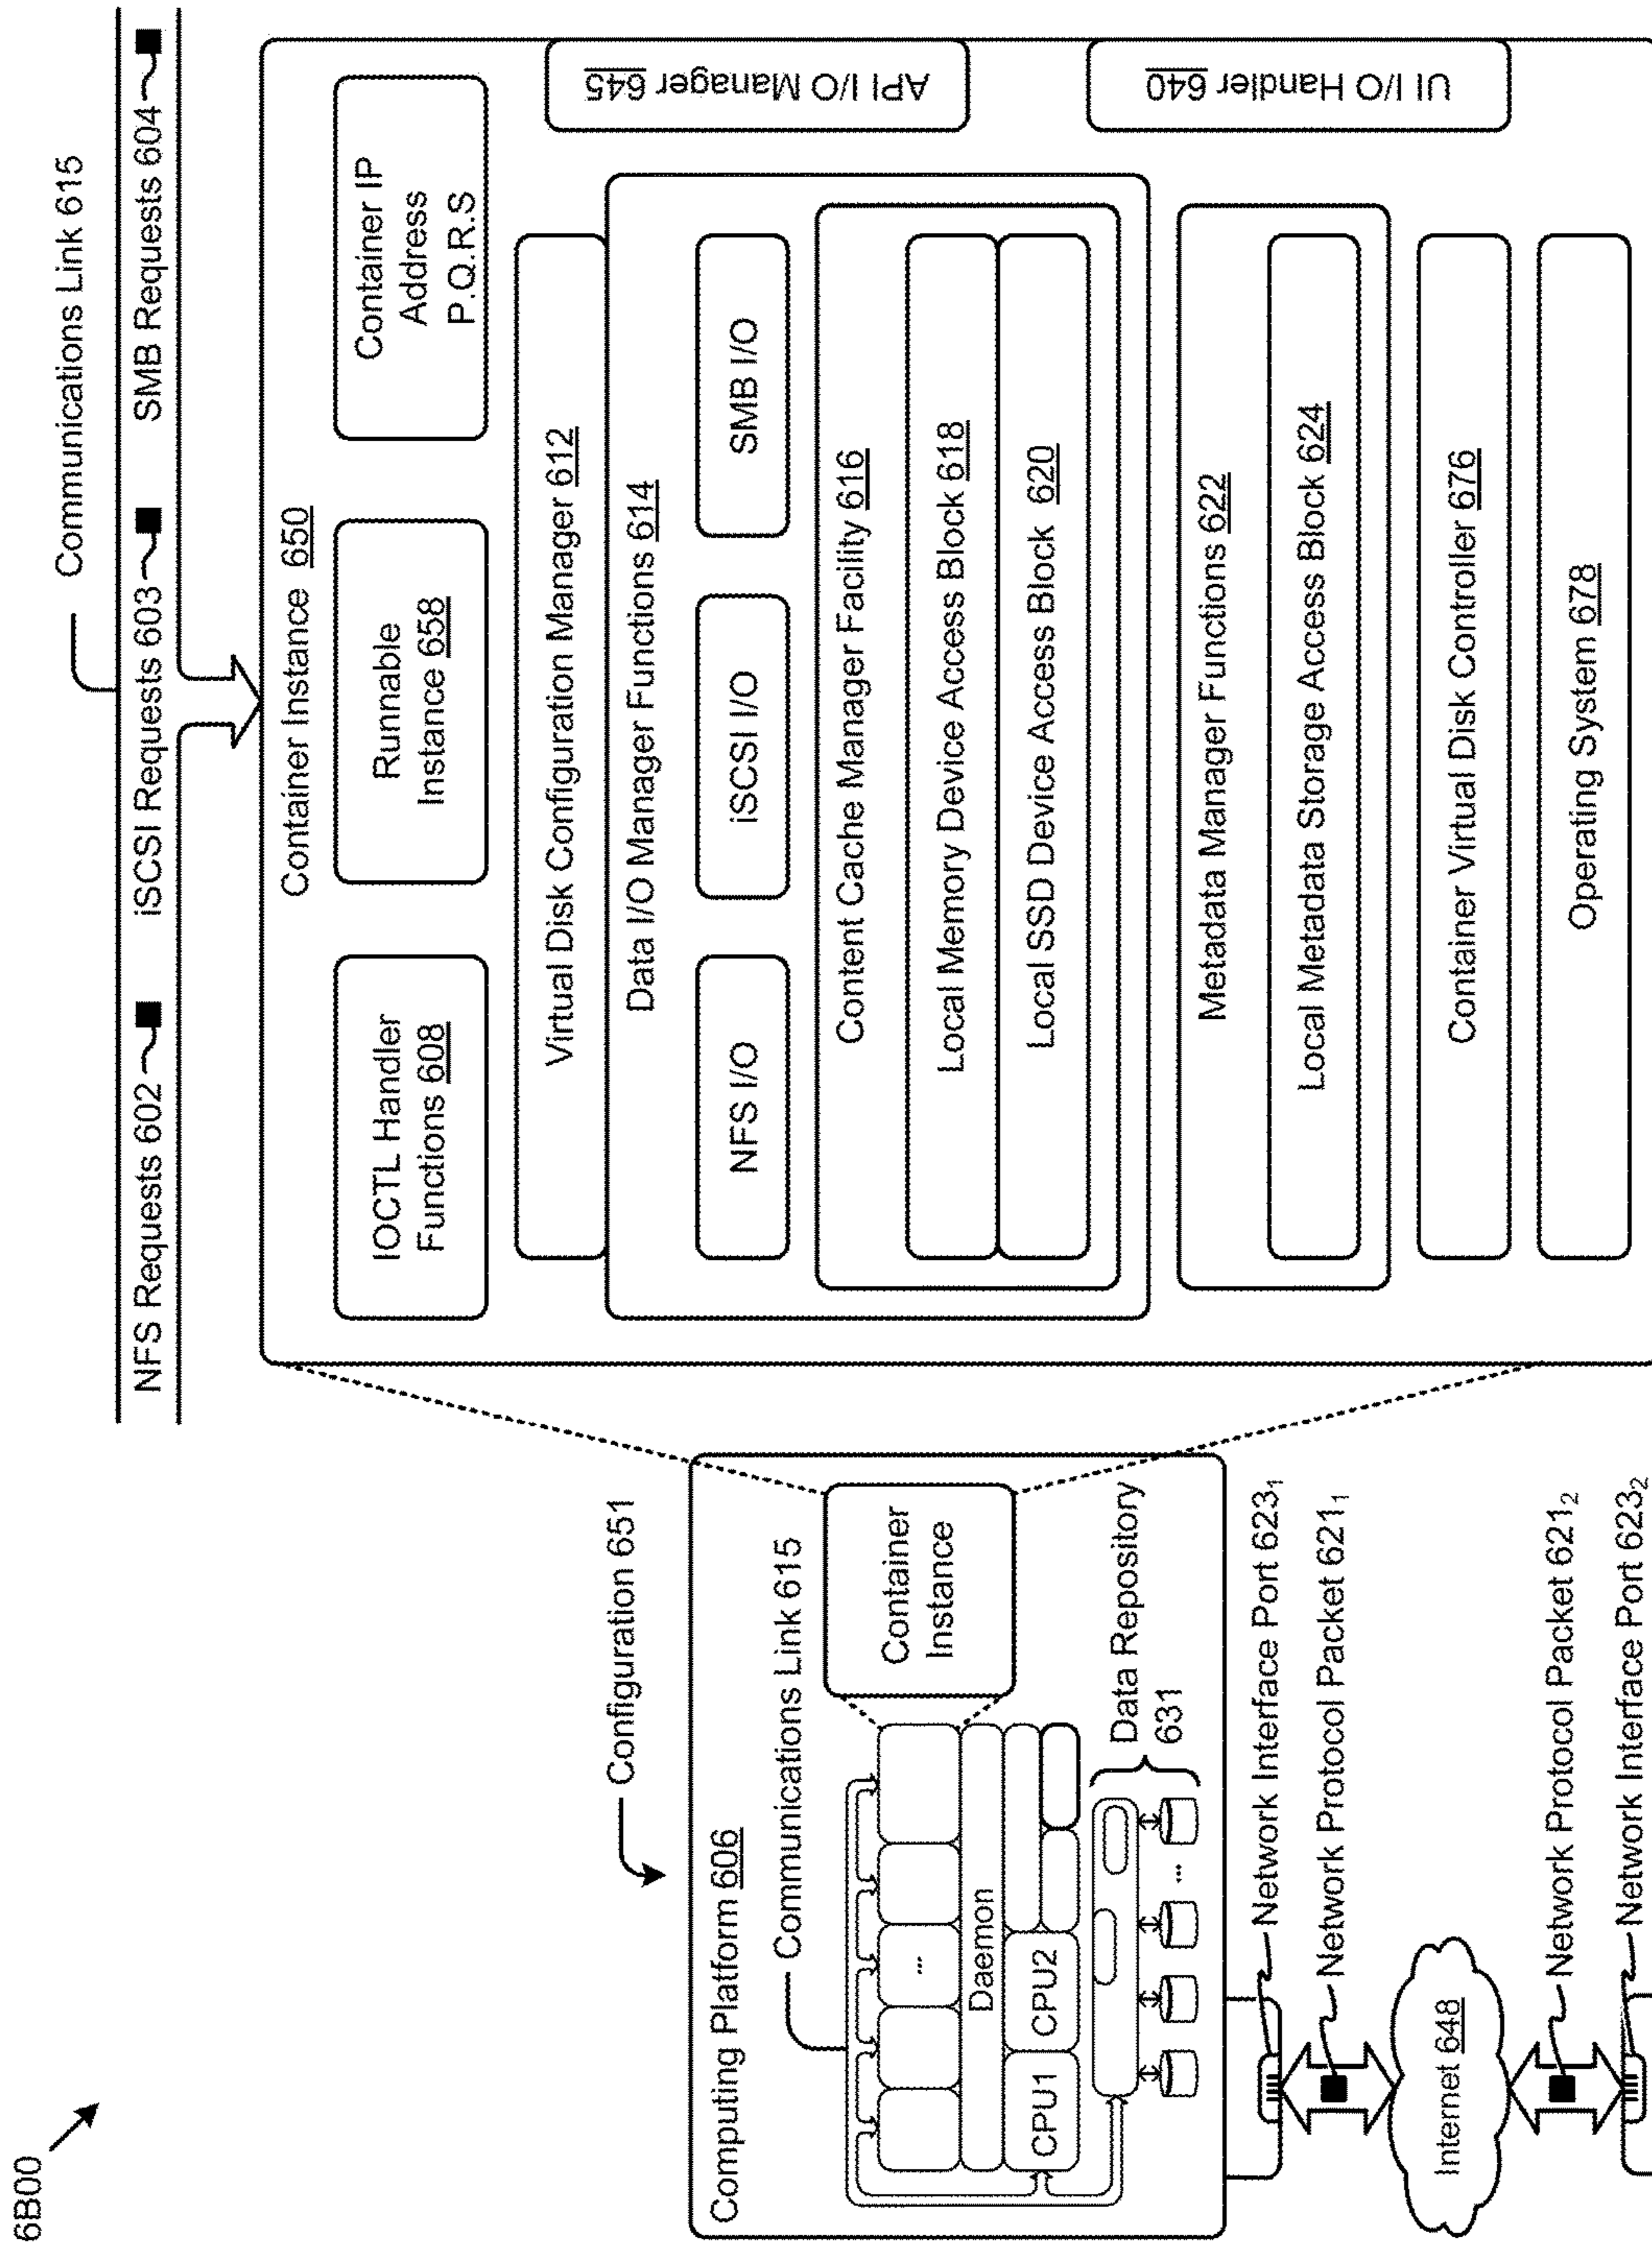 6B00
Communications Link 615
NFS Requests 602
iSCSI Requests 603
SMB Requests 604
Container Instance 650
IOCTL Handler
Functions 608
Runnable
Instance 658
Container IP
Address
P.Q.R.S
Virtual Disk Configuration Manager 612
Data I/O Manager Functions 614
NFS I/O
iSCSI I/O
SMB I/O
Content Cache Manager Facility 616
Local Memory Device Access Block 618
Local SSD Device Access Block 620
Metadata Manager Functions 622
Local Metadata Storage Access Block 624
Container Virtual Disk Controller 676
Operating System 678
API I/O Manager 645
UI I/O Handler 640
Configuration 651
Computing Platform 606
Communications Link 615
Container
Instance
...
Daemon
CPU1
CPU2
Data Repository
631
...
Network Interface Port 623₁
Network Protocol Packet 621₁
Internet 648
Network Protocol Packet 621₂
Network Interface Port 623₂